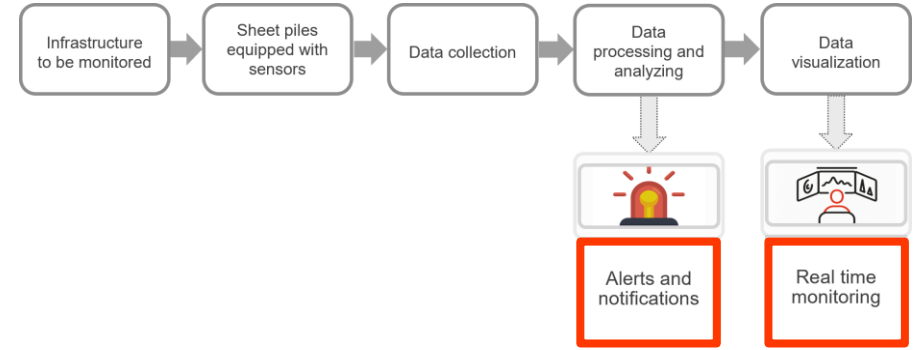 Infrastructure
to be monitored
Sheet piles
equipped with
sensors
Data collection
Data
processing and
analyzing
Data
visualization
Alerts and
notifications
Real time
monitoring